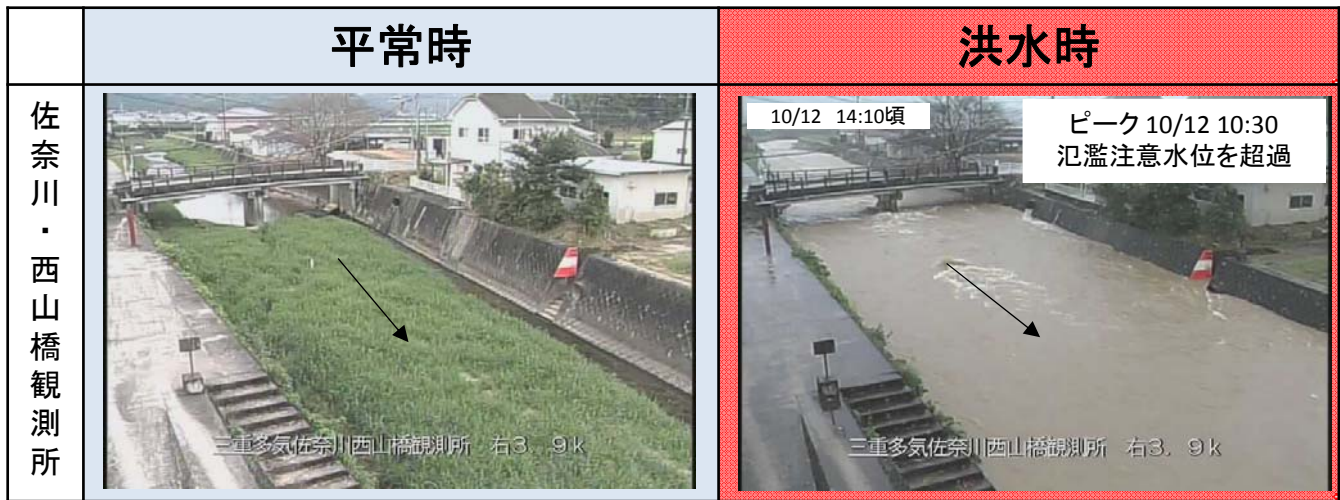 平常時
洪水時
佐奈川・西山橋観測所
三重多気佐奈川西山橋観測所 右3．9k
10/12 14:10頃
ピーク 10/12 10:30
氾濫注意水位を超過
三重多気佐奈川西山橋観測所 右3．9k